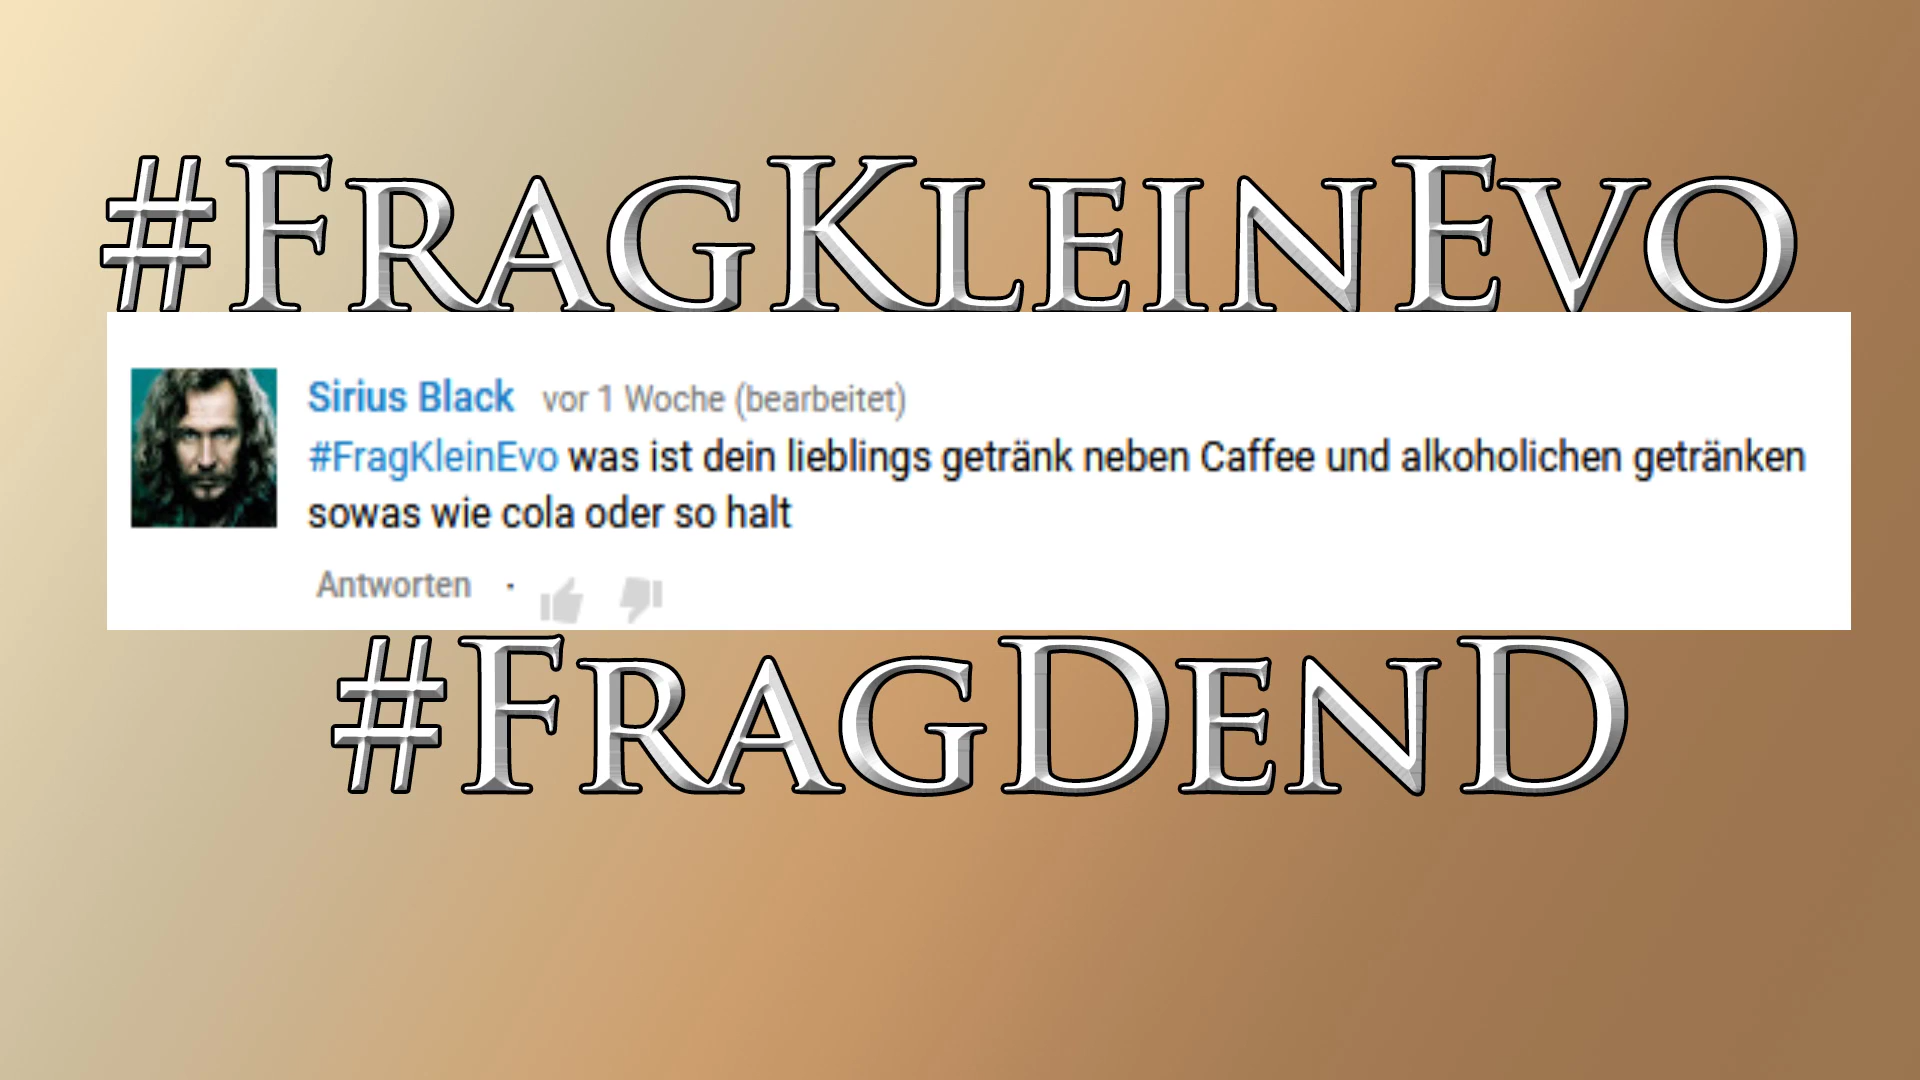 #FragKleinEvo
Sirius Black vor 1 Woche (bearbeitet)
#FragKleinEvo was ist dein lieblings getränk neben Caffee und alkoholichen getränken
sowas wie cola oder so halt
Antworten ·
#FragDenD